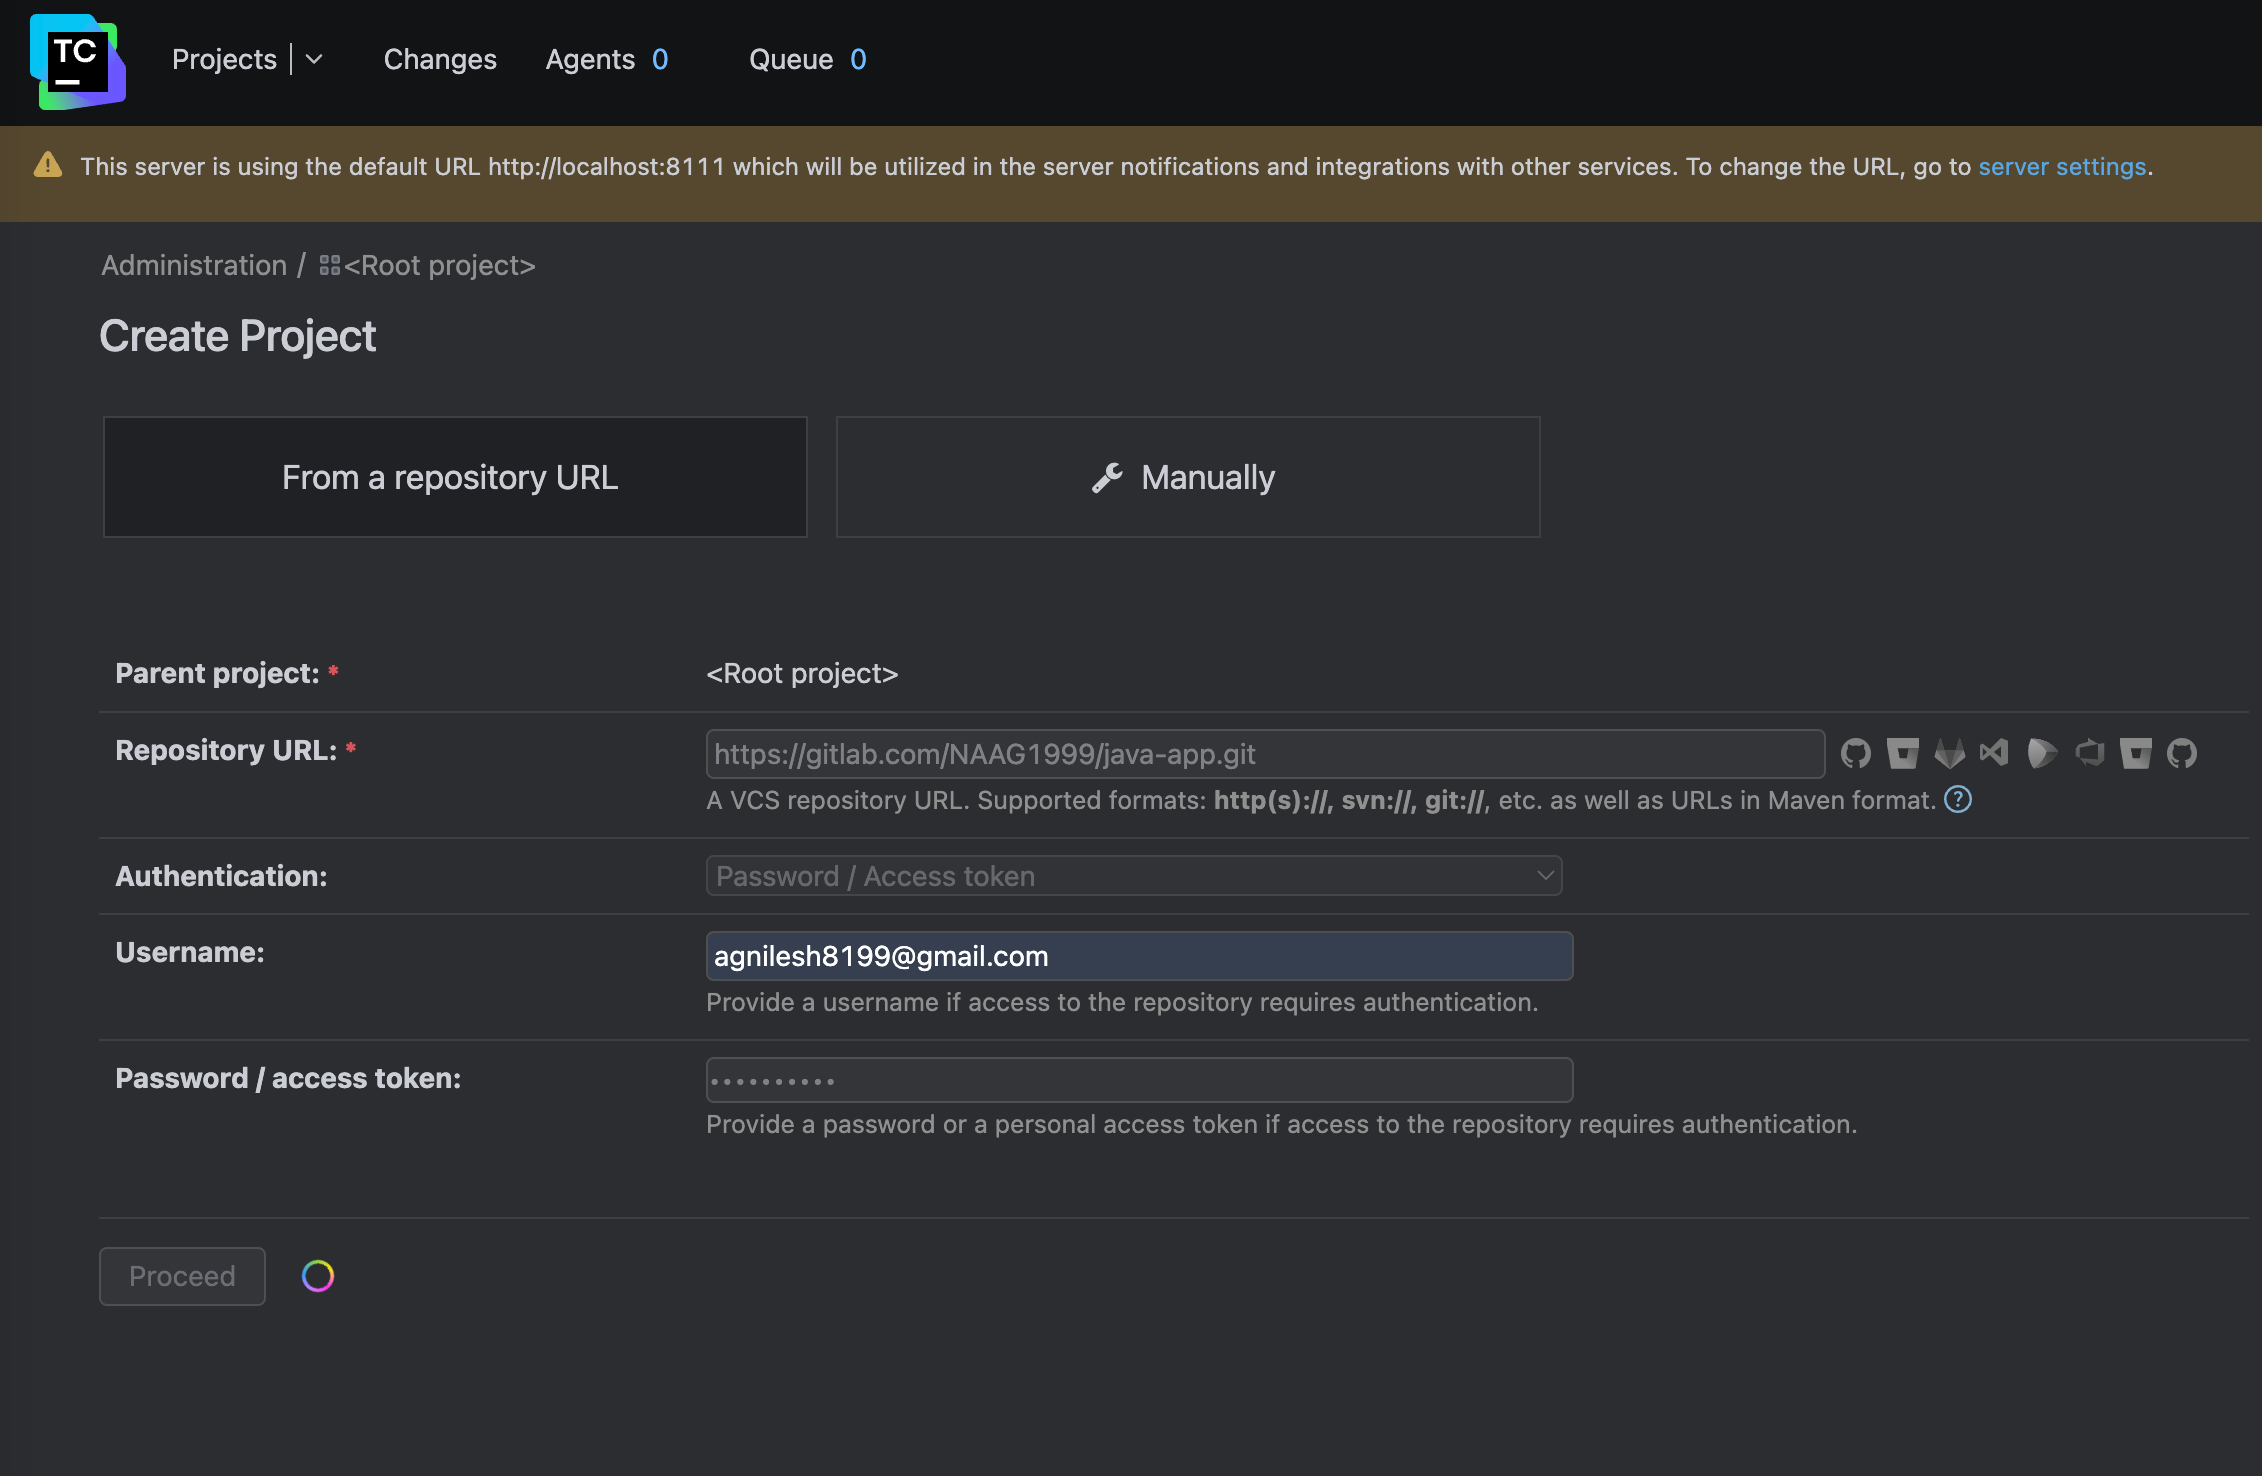 TC
Projects
Changes
Agents 0
Queue 0
This server is using the default URL http://localhost:8111 which will be utilized in the server notifications and integrations with other services. To change the URL, go to server settings.
Administration / <Root project>
Create Project
From a repository URL
Manually
Parent project: *
<Root project>
Repository URL: *
https://gitlab.com/NAAG1999/java-app.git
A VCS repository URL. Supported formats: http(s)://, svn://, git://, etc. as well as URLs in Maven format. ?
Authentication:
Password / Access token
Username:
agnilesh8199@gmail.com
Provide a username if access to the repository requires authentication.
Password / access token:
••••••••••
Provide a password or a personal access token if access to the repository requires authentication.
Proceed